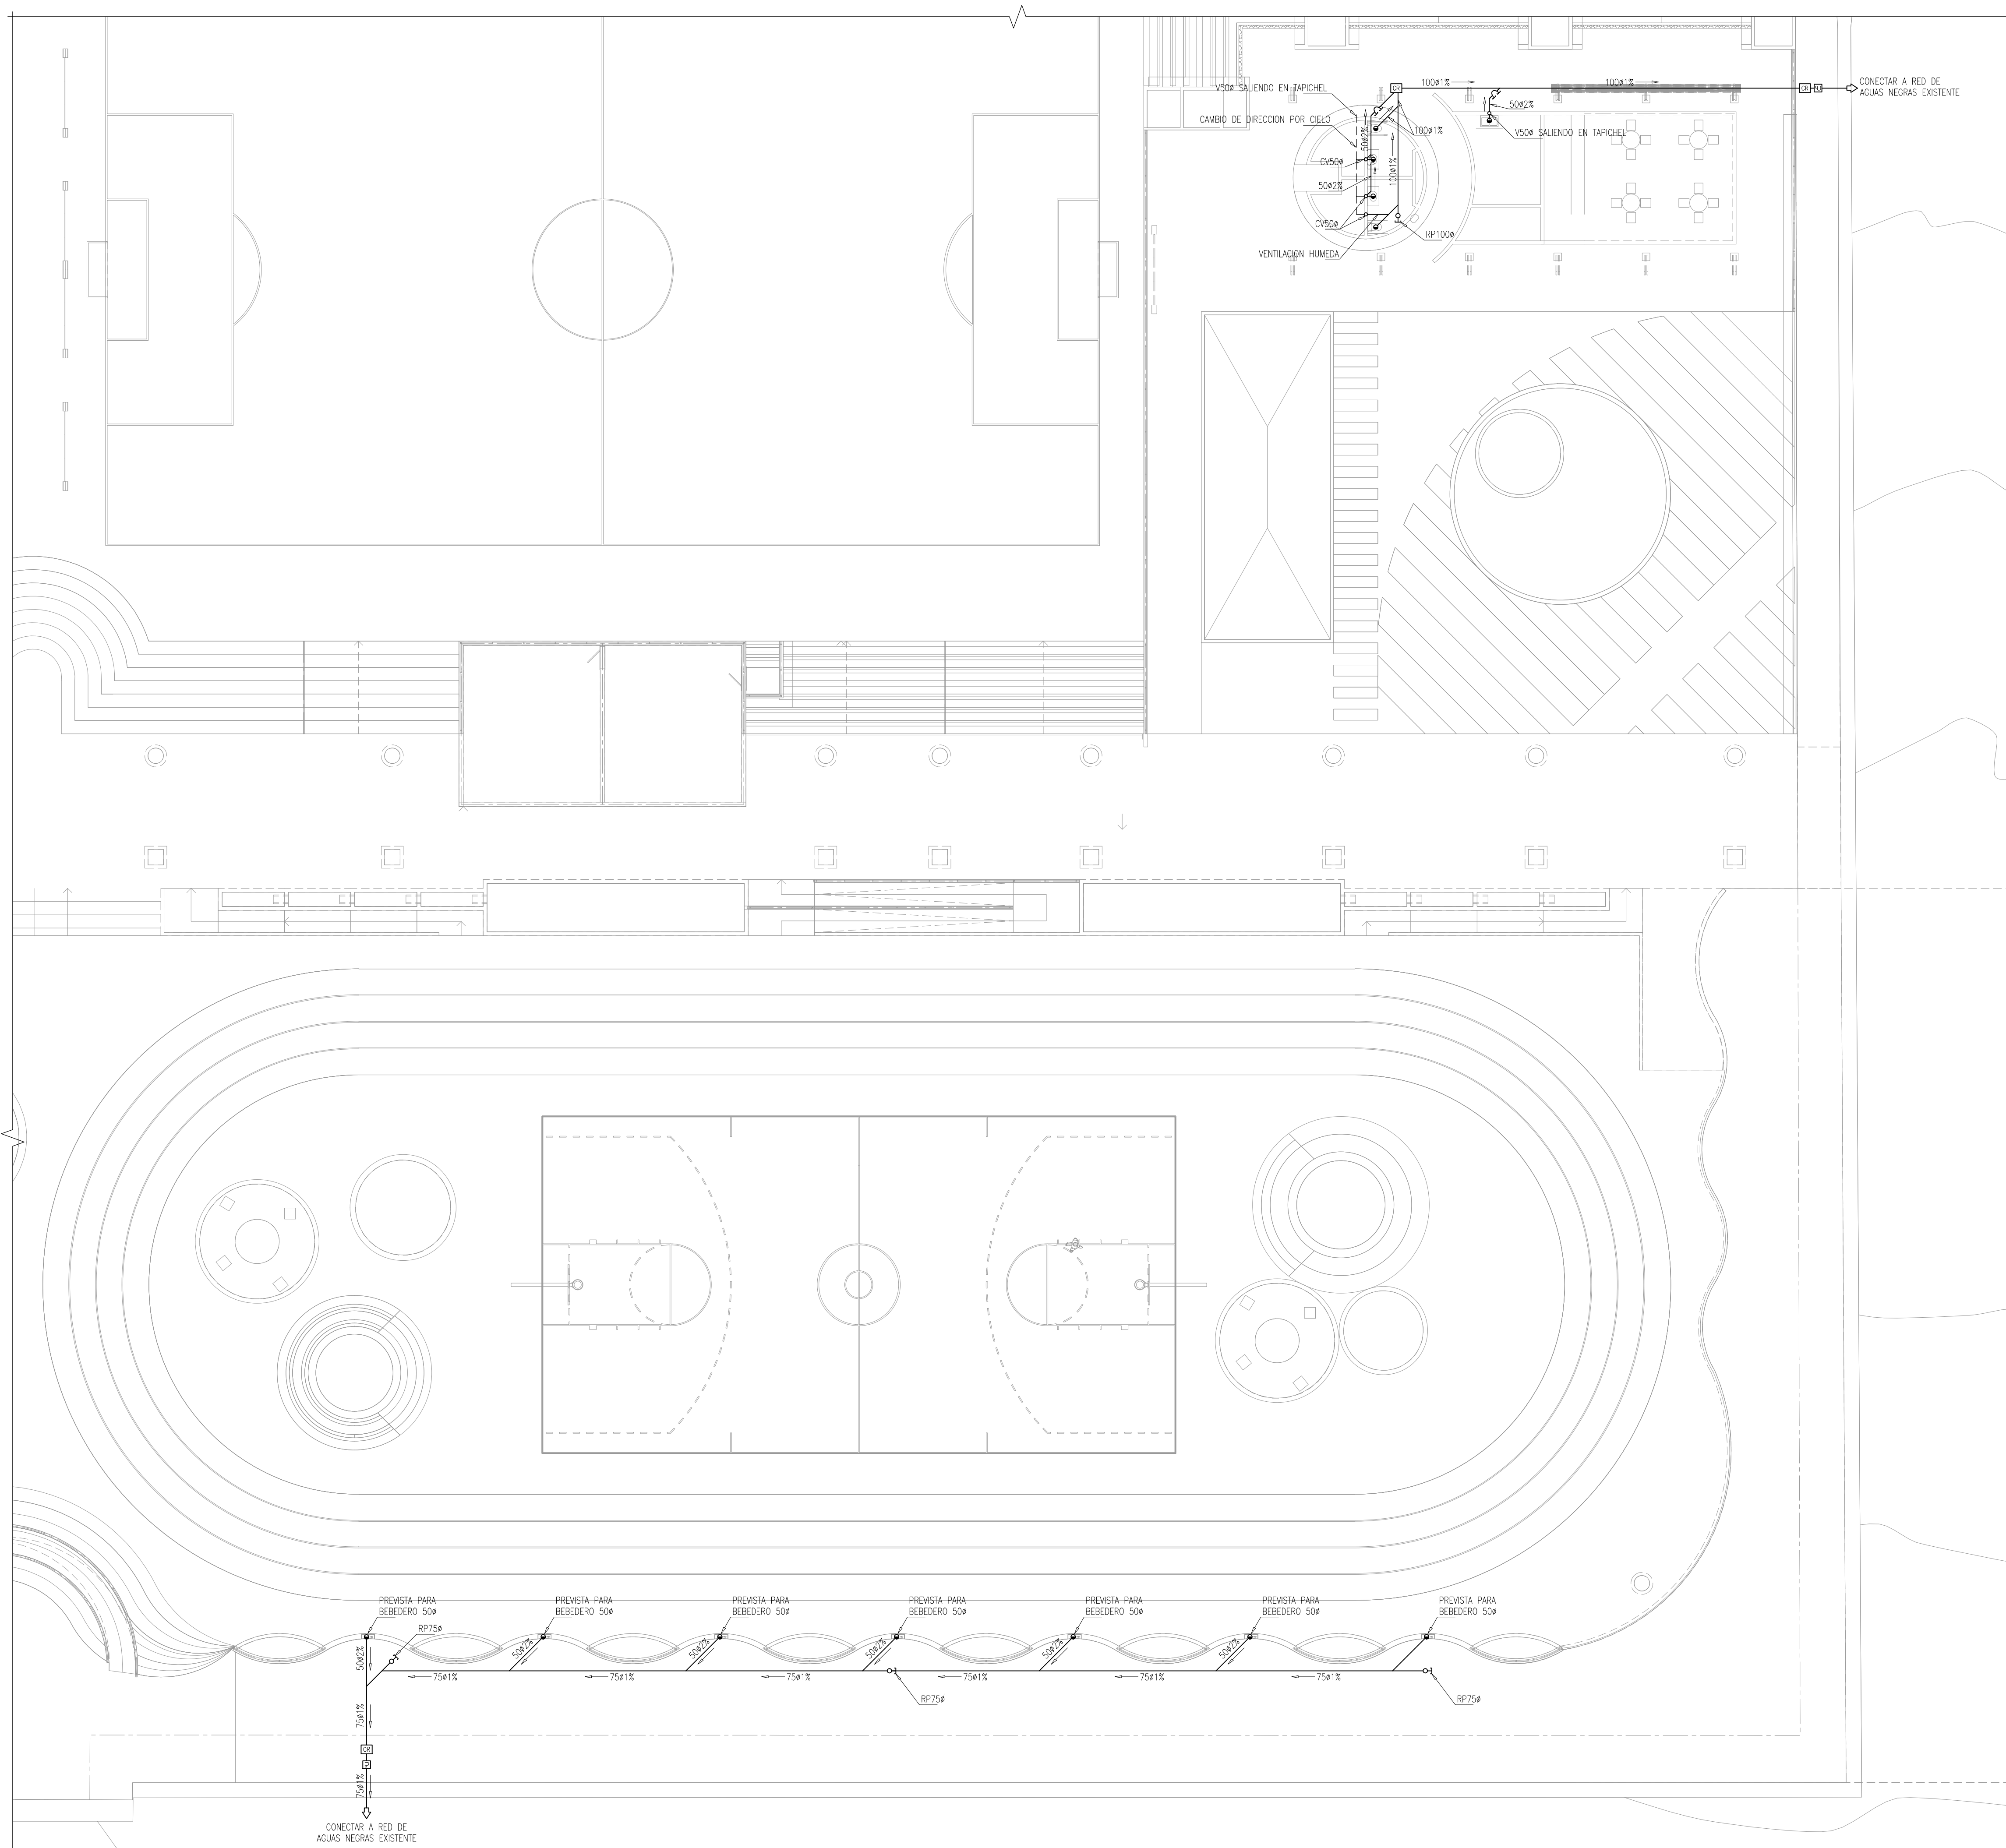 CONECTAR A RED DE
AGUAS NEGRAS EXISTENTE
100ø1%
100ø1%
CR
CR
V50ø SALIENDO EN TAPICHEL
CAMBIO DE DIRECCION POR CIELO
50ø2%
100ø1%
50ø2%
V50ø SALIENDO EN TAPICHEL
CV50ø
50ø2%
100ø1%
CV50ø
RP100ø
VENTILACION HUMEDA
PREVISTA PARA
BEBEDERO 50ø
PREVISTA PARA
BEBEDERO 50ø
PREVISTA PARA
BEBEDERO 50ø
PREVISTA PARA
BEBEDERO 50ø
PREVISTA PARA
BEBEDERO 50ø
PREVISTA PARA
BEBEDERO 50ø
PREVISTA PARA
BEBEDERO 50ø
RP75ø
50ø2%
50ø2%
50ø2%
50ø2%
50ø2%
50ø2%
75ø1%
75ø1%
75ø1%
75ø1%
75ø1%
75ø1%
RP75ø
RP75ø
75ø1%
CR
75ø1%
CONECTAR A RED DE
AGUAS NEGRAS EXISTENTE